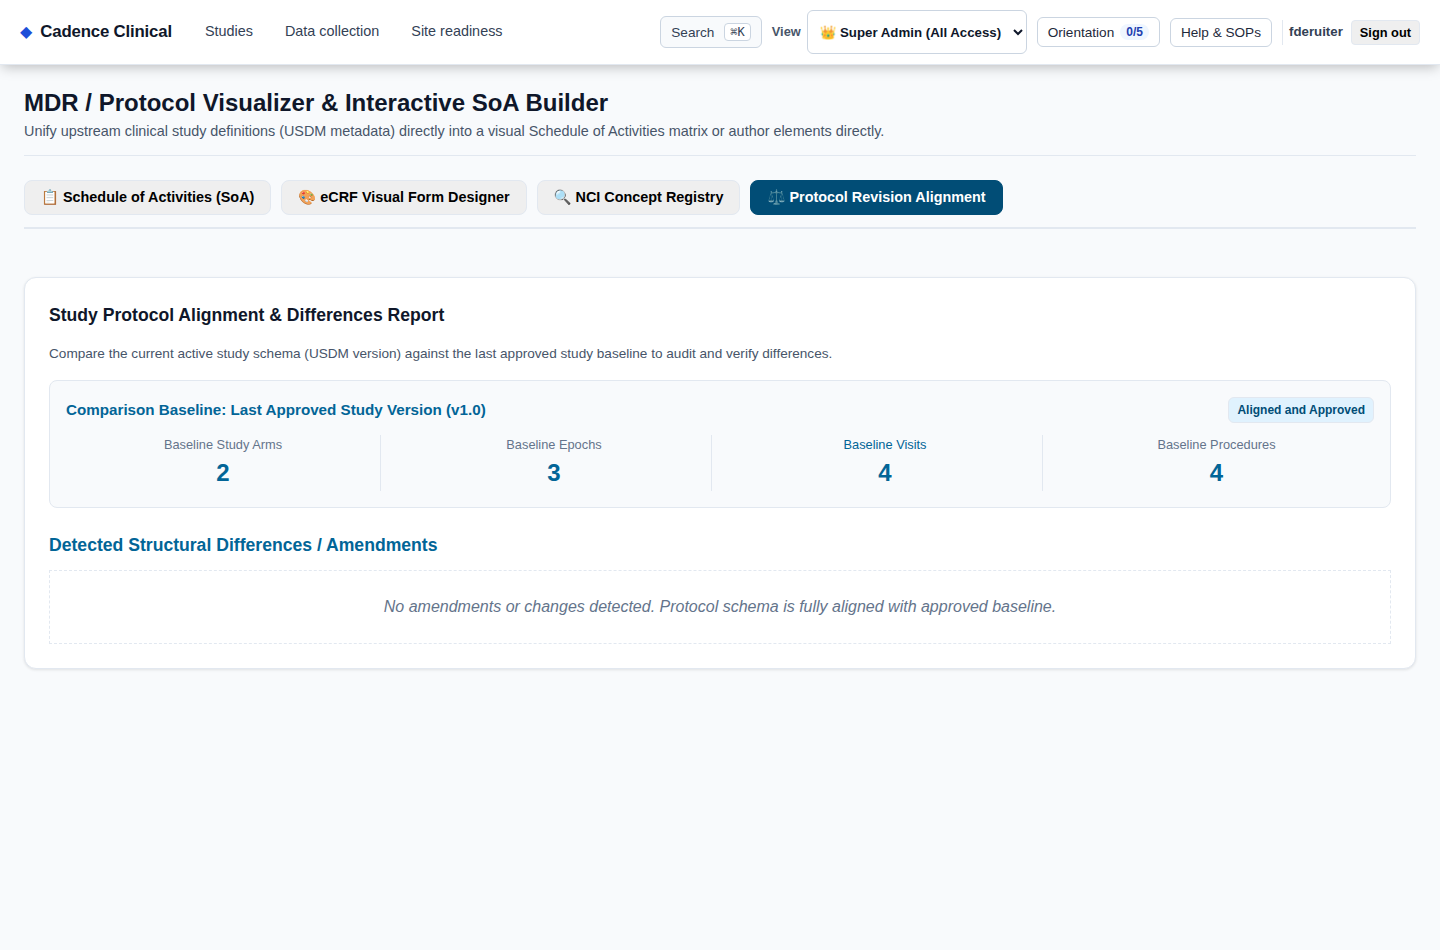 ◆ Cadence Clinical
Studies
Data collection
Site readiness
Search ⌘K
View
👑 Super Admin (All Access)
Orientation 0/5
Help & SOPs
fderuiter
Sign out
MDR / Protocol Visualizer & Interactive SoA Builder
Unify upstream clinical study definitions (USDM metadata) directly into a visual Schedule of Activities matrix or author elements directly.
📋 Schedule of Activities (SoA)
🎨 eCRF Visual Form Designer
🔍 NCI Concept Registry
⚖️ Protocol Revision Alignment
Study Protocol Alignment & Differences Report
Compare the current active study schema (USDM version) against the last approved study baseline to audit and verify differences.
Comparison Baseline: Last Approved Study Version (v1.0)
Aligned and Approved
Baseline Study Arms
2
Baseline Epochs
3
Baseline Visits
4
Baseline Procedures
4
Detected Structural Differences / Amendments
No amendments or changes detected. Protocol schema is fully aligned with approved baseline.